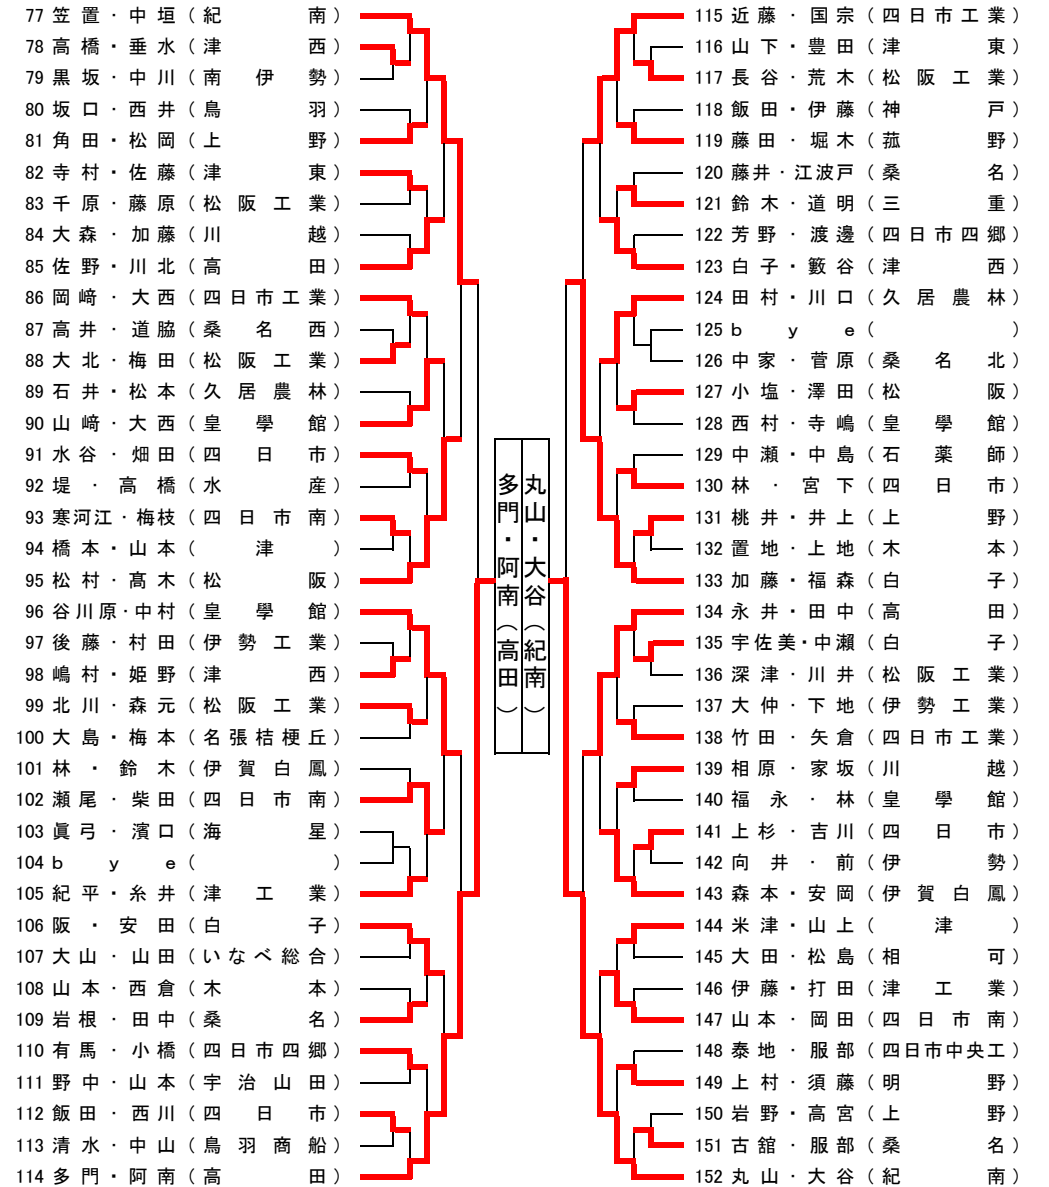 77 笠置・中垣（紀南）
78 高橋・垂水（津西）
79 黒坂・中川（南伊勢）
80 坂口・西井（鳥羽）
81 角田・松岡（上野）
82 寺村・佐藤（津東）
83 千原・藤原（松阪工業）
84 大森・加藤（川越）
85 佐野・川北（高田）
86 岡﨑・大西（四日市工業）
87 高井・道脇（桑名西）
88 大北・梅田（松阪工業）
89 石井・松本（久居農林）
90 山﨑・大西（皇學館）
91 水谷・畑田（四日市）
92 堤・高橋（水産）
93 寒河江・梅枝（四日市南）
94 橋本・山本（津）
95 松村・髙木（松阪）
96 谷川原・中村（皇學館）
97 後藤・村田（伊勢工業）
98 嶋村・姫野（津西）
99 北川・森元（松阪工業）
100 大島・梅本（名張桔梗丘）
101 林・鈴木（伊賀白鳳）
102 瀬尾・柴田（四日市南）
103 眞弓・濱口（海星）
104 bye（）
105 紀平・糸井（津工業）
106 阪・安田（白子）
107 大山・山田（いなべ総合）
108 山本・西倉（木本）
109 岩根・田中（桑名）
110 有馬・小橋（四日市四郷）
111 野中・山本（宇治山田）
112 飯田・西川（四日市）
113 清水・中山（鳥羽商船）
114 多門・阿南（高田）
多門・阿南（高田）
丸山・大谷（紀南）
115 近藤・国宗（四日市工業）
116 山下・豊田（津東）
117 長谷・荒木（松阪工業）
118 飯田・伊藤（神戸）
119 藤田・堀木（菰野）
120 藤井・江波戸（桑名）
121 鈴木・道明（三重）
122 芳野・渡邊（四日市四郷）
123 白子・籔谷（津西）
124 田村・川口（久居農林）
125 bye（）
126 中家・菅原（桑名北）
127 小塩・澤田（松阪）
128 西村・寺嶋（皇學館）
129 中瀬・中島（石薬師）
130 林・宮下（四日市）
131 桃井・井上（上野）
132 置地・上地（木本）
133 加藤・福森（白子）
134 永井・田中（高田）
135 宇佐美・中瀬（白子）
136 深津・川井（松阪工業）
137 大仲・下地（伊勢工業）
138 竹田・矢倉（四日市工業）
139 相原・家坂（川越）
140 福永・林（皇學館）
141 上杉・吉川（四日市）
142 向井・前（伊勢）
143 森本・安岡（伊賀白鳳）
144 米津・山上（津）
145 大田・松島（相可）
146 伊藤・打田（津工業）
147 山本・岡田（四日市南）
148 泰地・服部（四日市中央工）
149 上村・須藤（明野）
150 岩野・高宮（上野）
151 古舘・服部（桑名）
152 丸山・大谷（紀南）